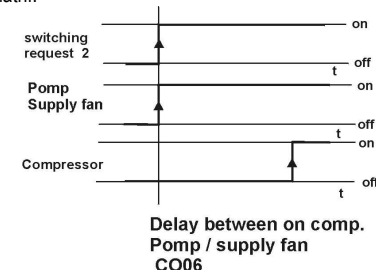 on
switching
request 2
off
t
on
Pomp
Supply fan
off
t
on
Compressor
off
t
Delay between on comp.
Pomp / supply fan
CO06